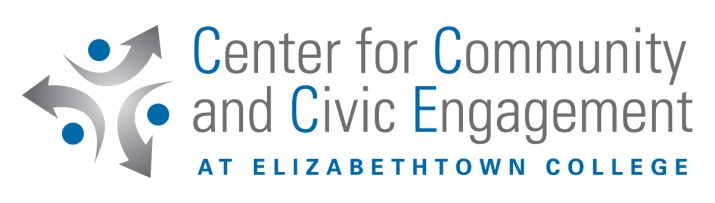 Center for Community
and Civic Engagement
AT ELIZABETHTOWN COLLEGE